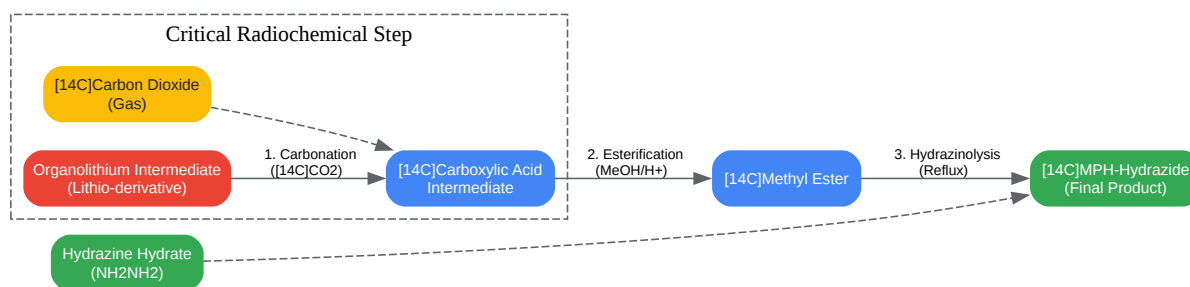 Critical Radiochemical Step
[14C]Carbon Dioxide
(Gas)
Organolithium Intermediate
(Lithio-derivative)
1. Carbonation
([14C]CO2)
[14C]Carboxylic Acid
Intermediate
2. Esterification
(MeOH/H+)
[14C]Methyl Ester
3. Hydrazinolysis
(Reflux)
[14C]MPH-Hydrazide
(Final Product)
Hydrazine Hydrate
(NH2NH2)